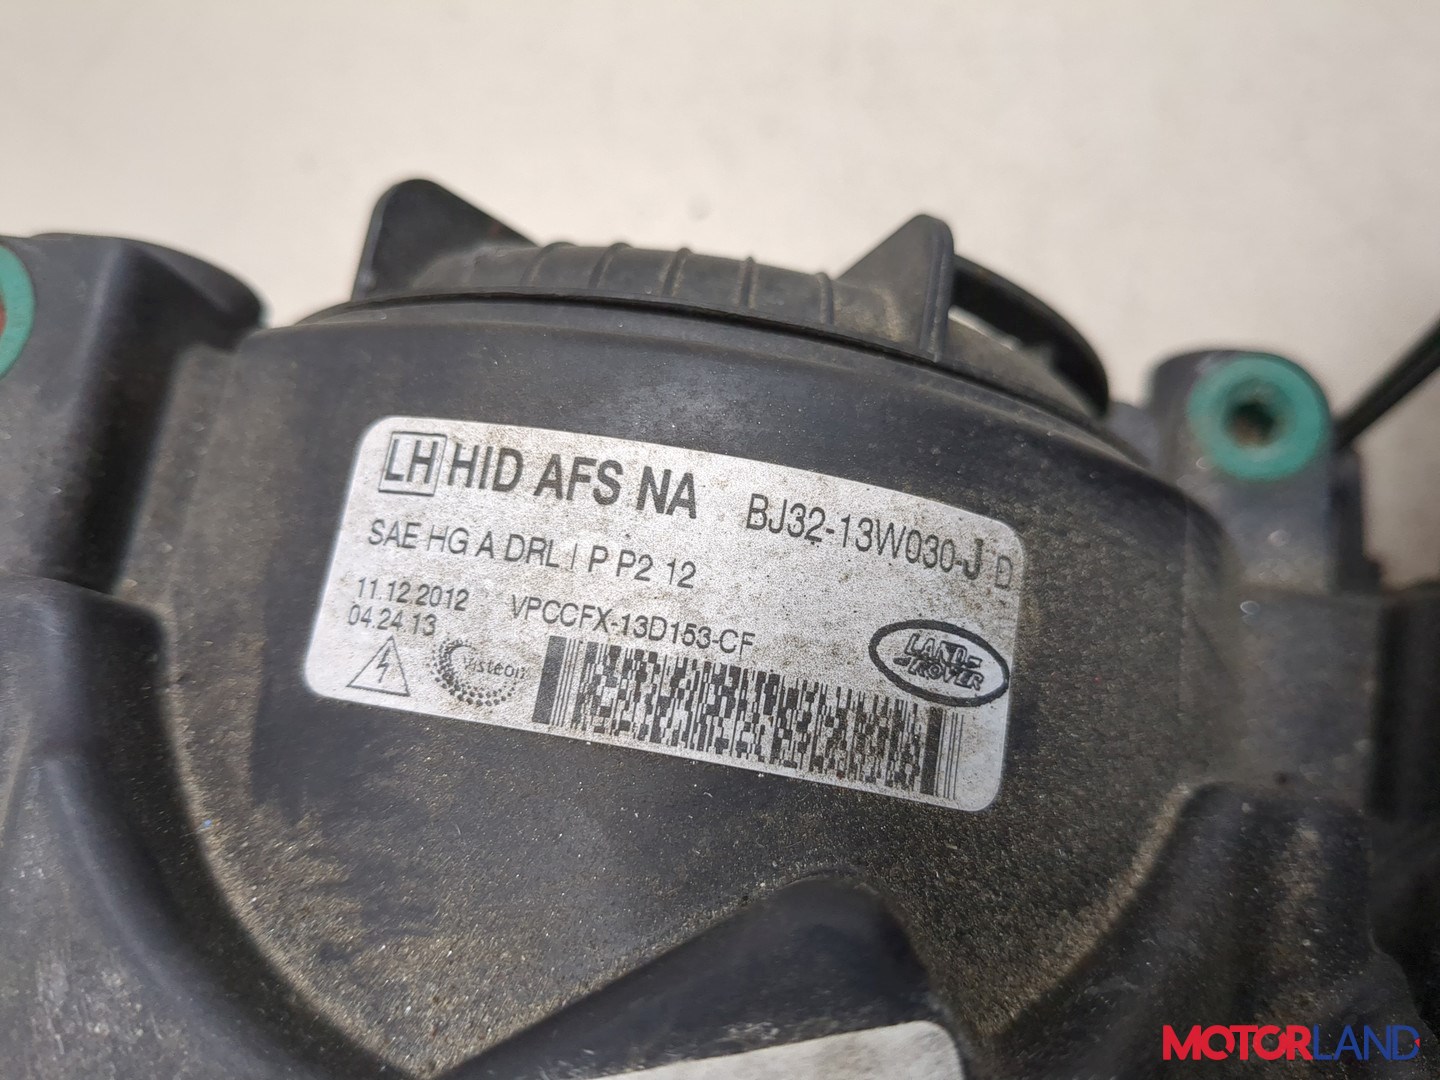 LH HID AFS NA BJ32-13W030-J D
SAE HG A DRL I P P2 12
11.12.2012 VPCCFX-13D153-CF
04.24.13
Visteon
LAND-
-ROVER
MOTORLAND